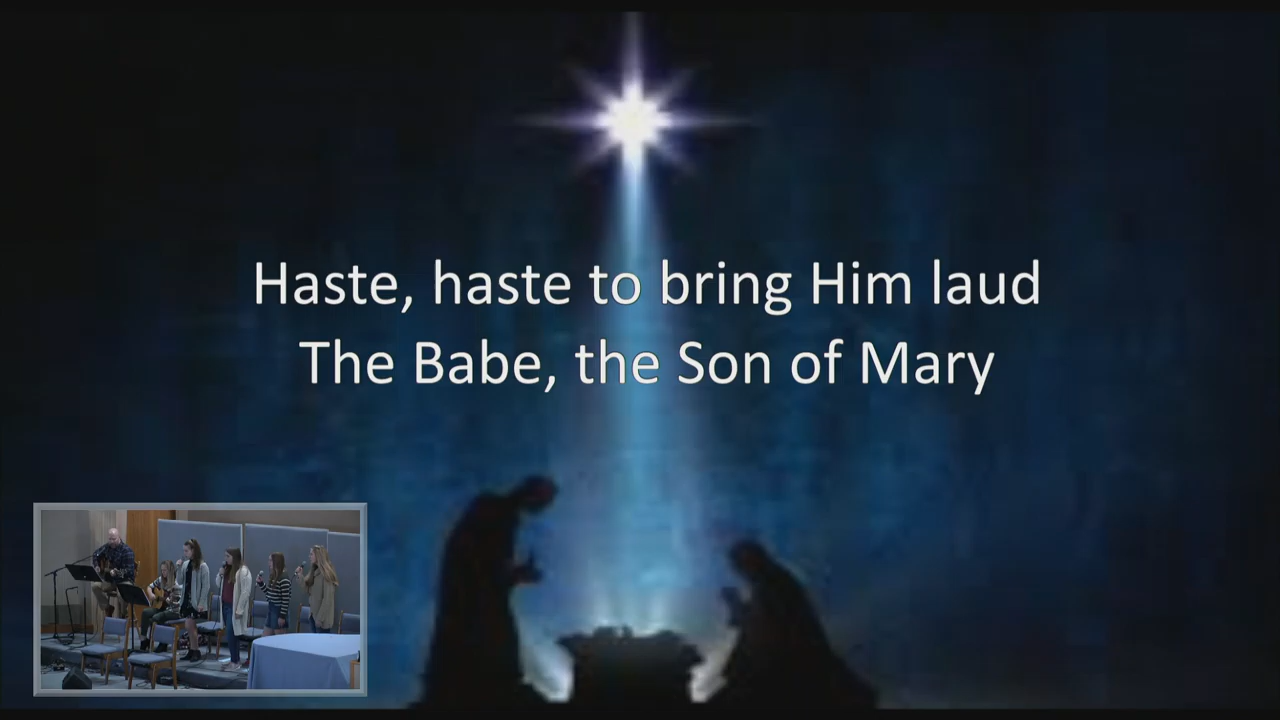 Haste, haste to bring Him laud
The Babe, the Son of Mary